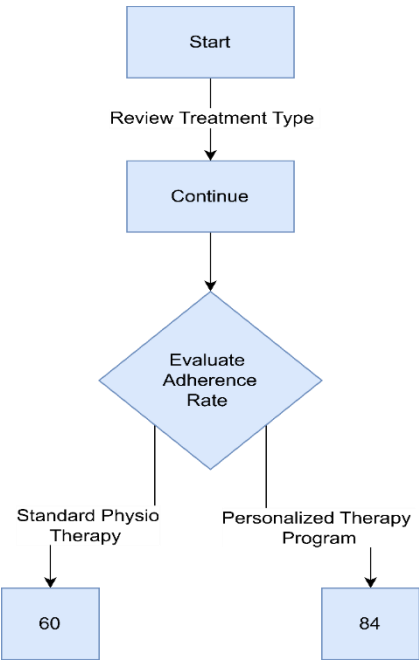 Start
Review Treatment Type
Continue
Evaluate
Adherence
Rate
Standard Physio
Therapy
Personalized Therapy
Program
60
84